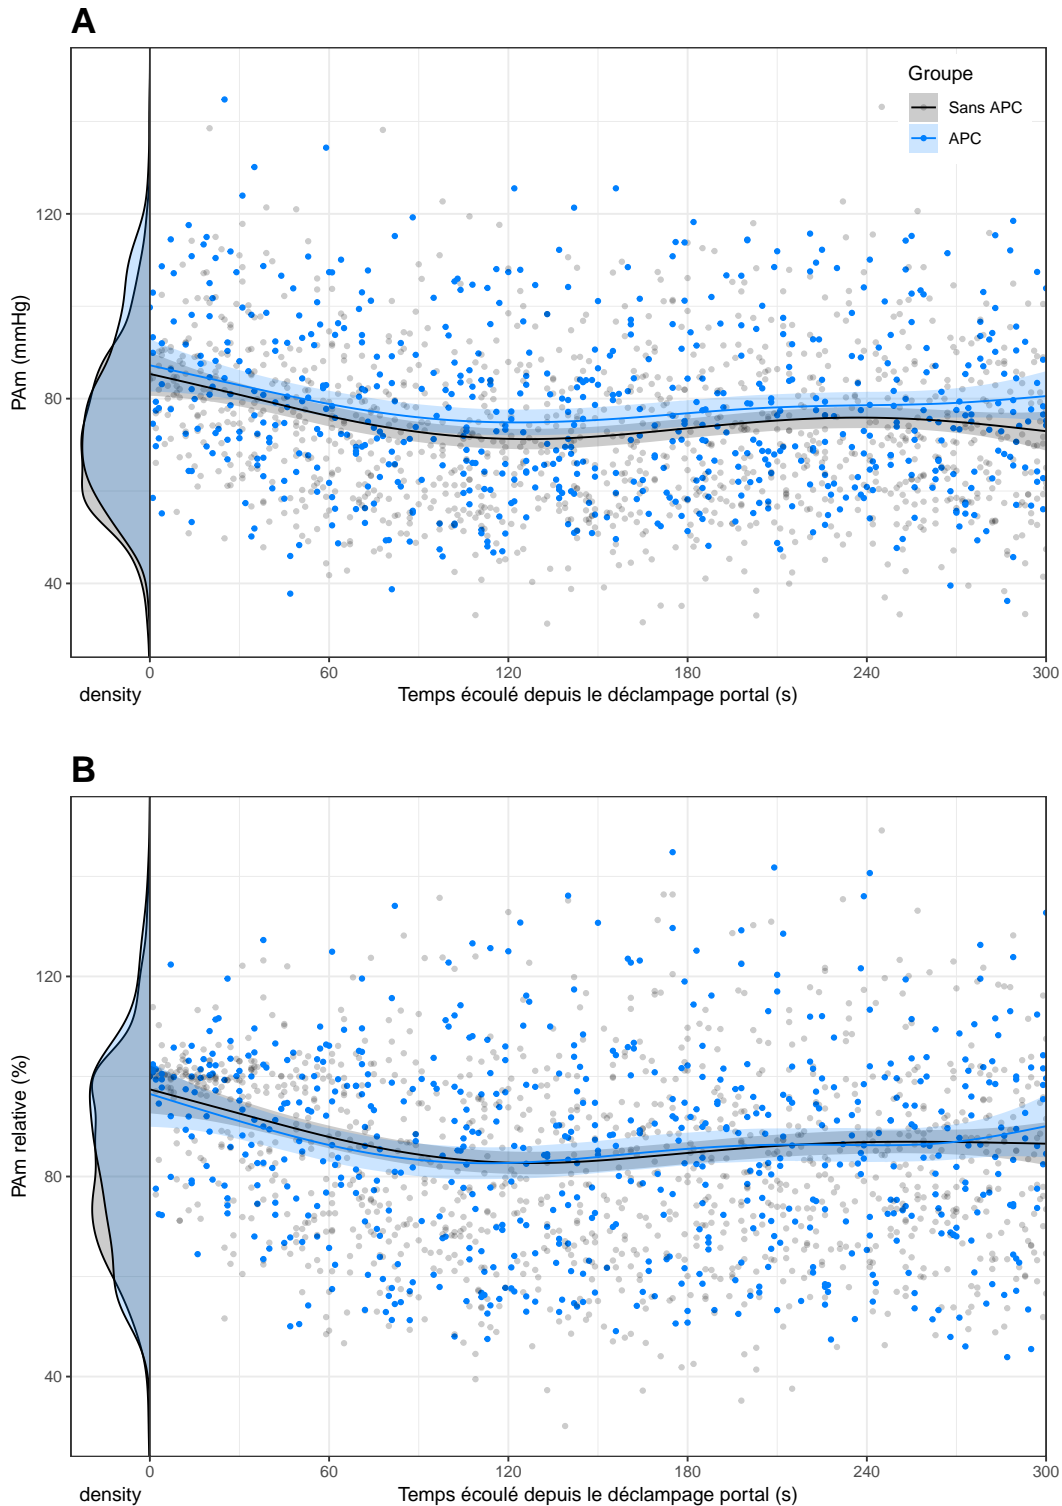 A
Groupe
Sans APC
APC
PAm (mmHg)
120
80
40
0
60
120
180
240
300
density
Temps écoulé depuis le déclampage portal (s)
B
PAm relative (%)
120
80
40
0
60
120
180
240
300
density
Temps écoulé depuis le déclampage portal (s)